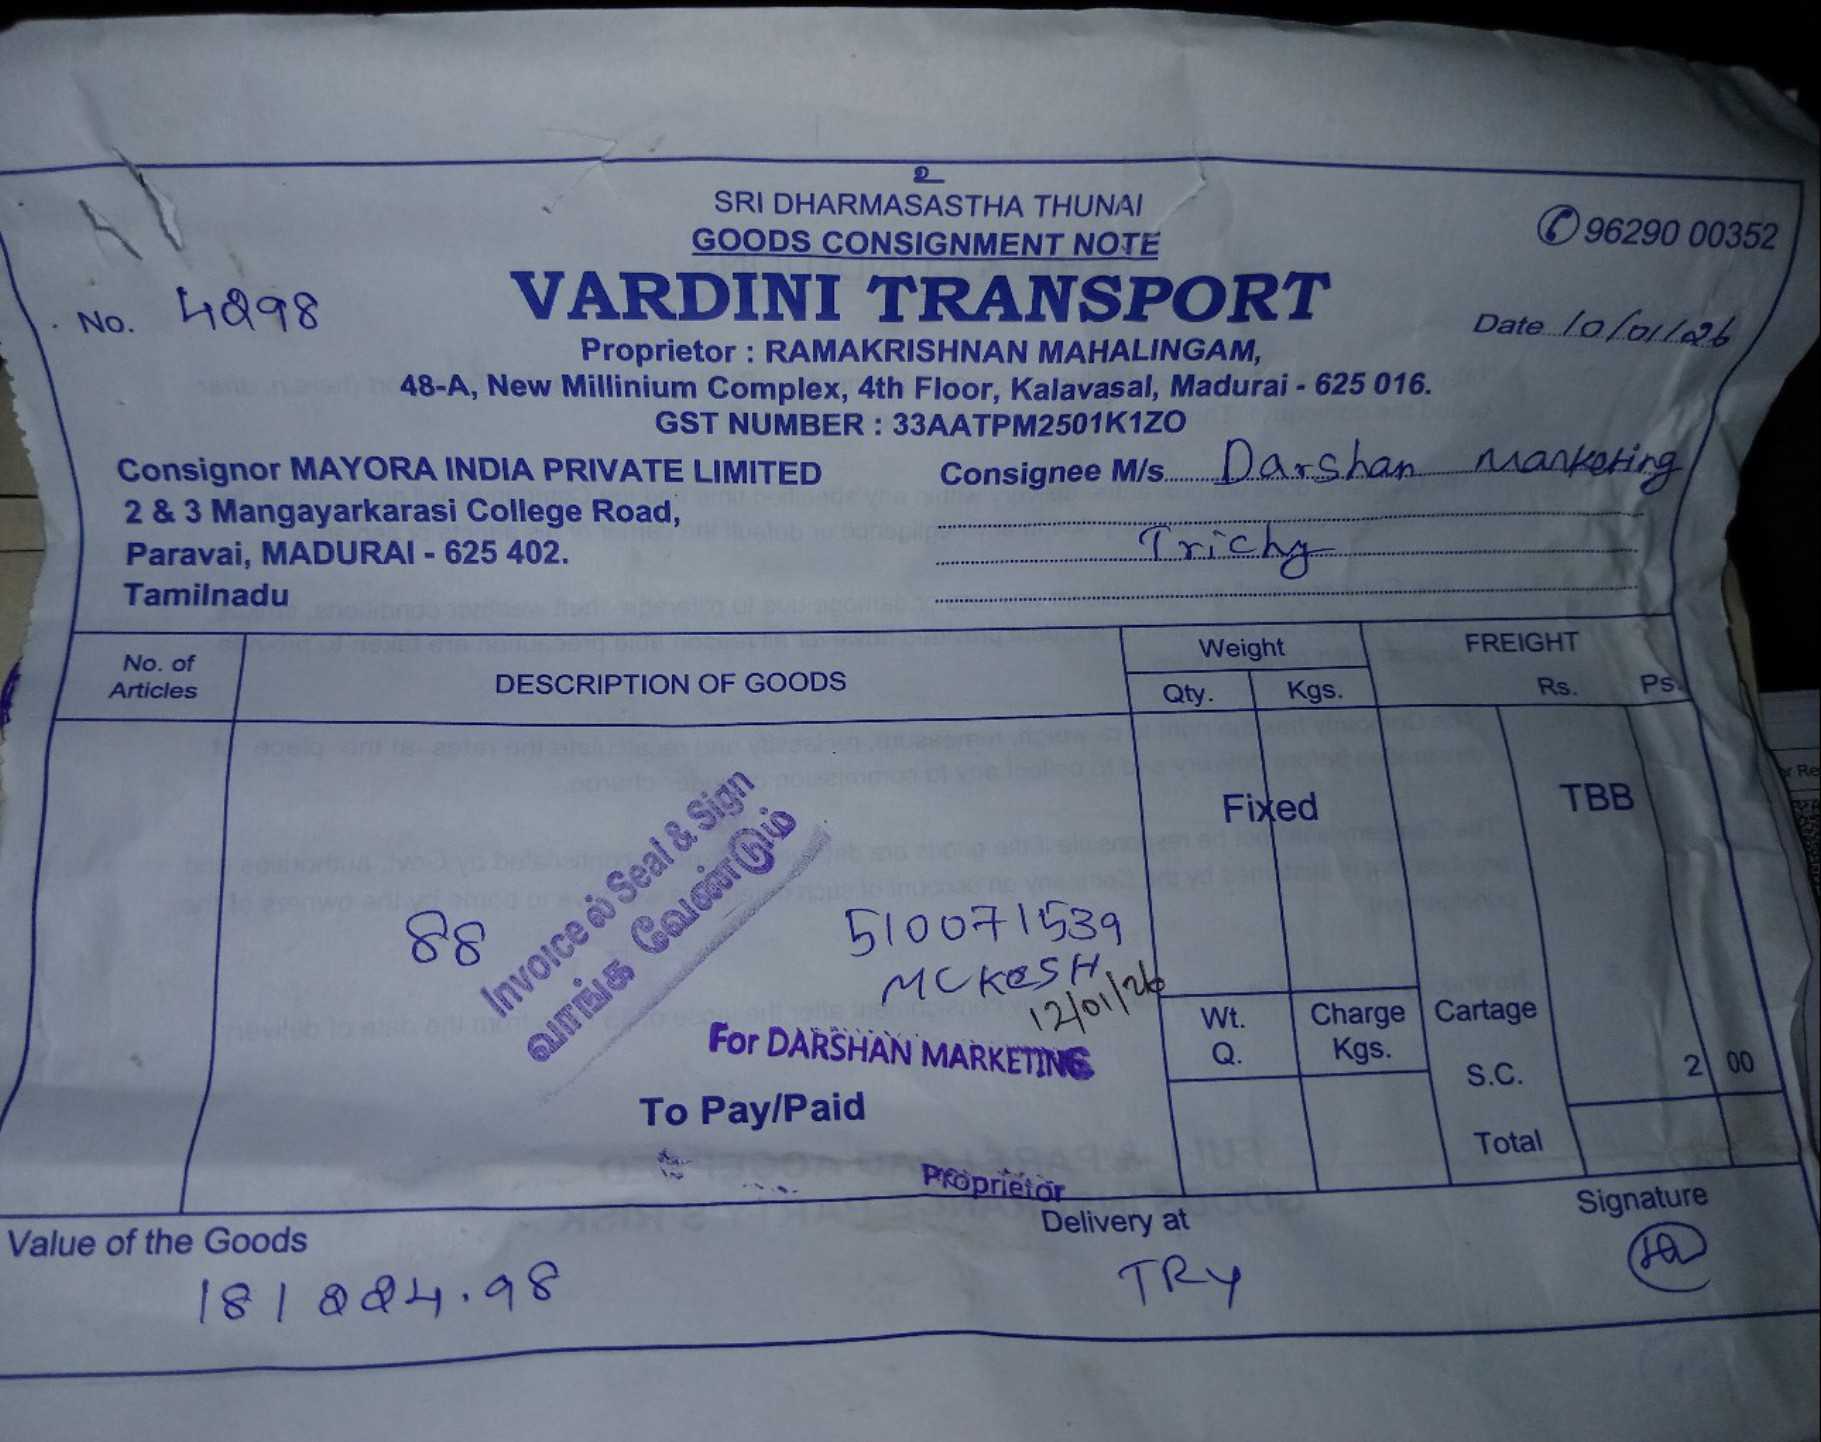 உ
SRI DHARMASASTHA THUNAI
GOODS CONSIGNMENT NOTE
✆ 96290 00352
VARDINI TRANSPORT
No. 4298
Date 10/01/26
Proprietor : RAMAKRISHNAN MAHALINGAM,
48-A, New Millinium Complex, 4th Floor, Kalavasal, Madurai - 625 016.
GST NUMBER : 33AATPM2501K1ZO
Consignor MAYORA INDIA PRIVATE LIMITED
2 & 3 Mangayarkarasi College Road,
Paravai, MADURAI - 625 402.
Tamilnadu
Consignee M/s. Darshan Marketing
Trichy
No. of Articles
DESCRIPTION OF GOODS
Weight
Qty. Kgs.
FREIGHT
Rs. Ps.
Fixed
TBB
Invoice ல் Seal & Sign
வாங்க வேண்டும்
88
510071539
12/01/26
For DARSHAN MARKETING
To Pay/Paid
Proprietor
Wt. Q.
Charge Kgs.
Cartage
S.C. 2 00
Total
Value of the Goods
181224.98
Delivery at
TRY
Signature